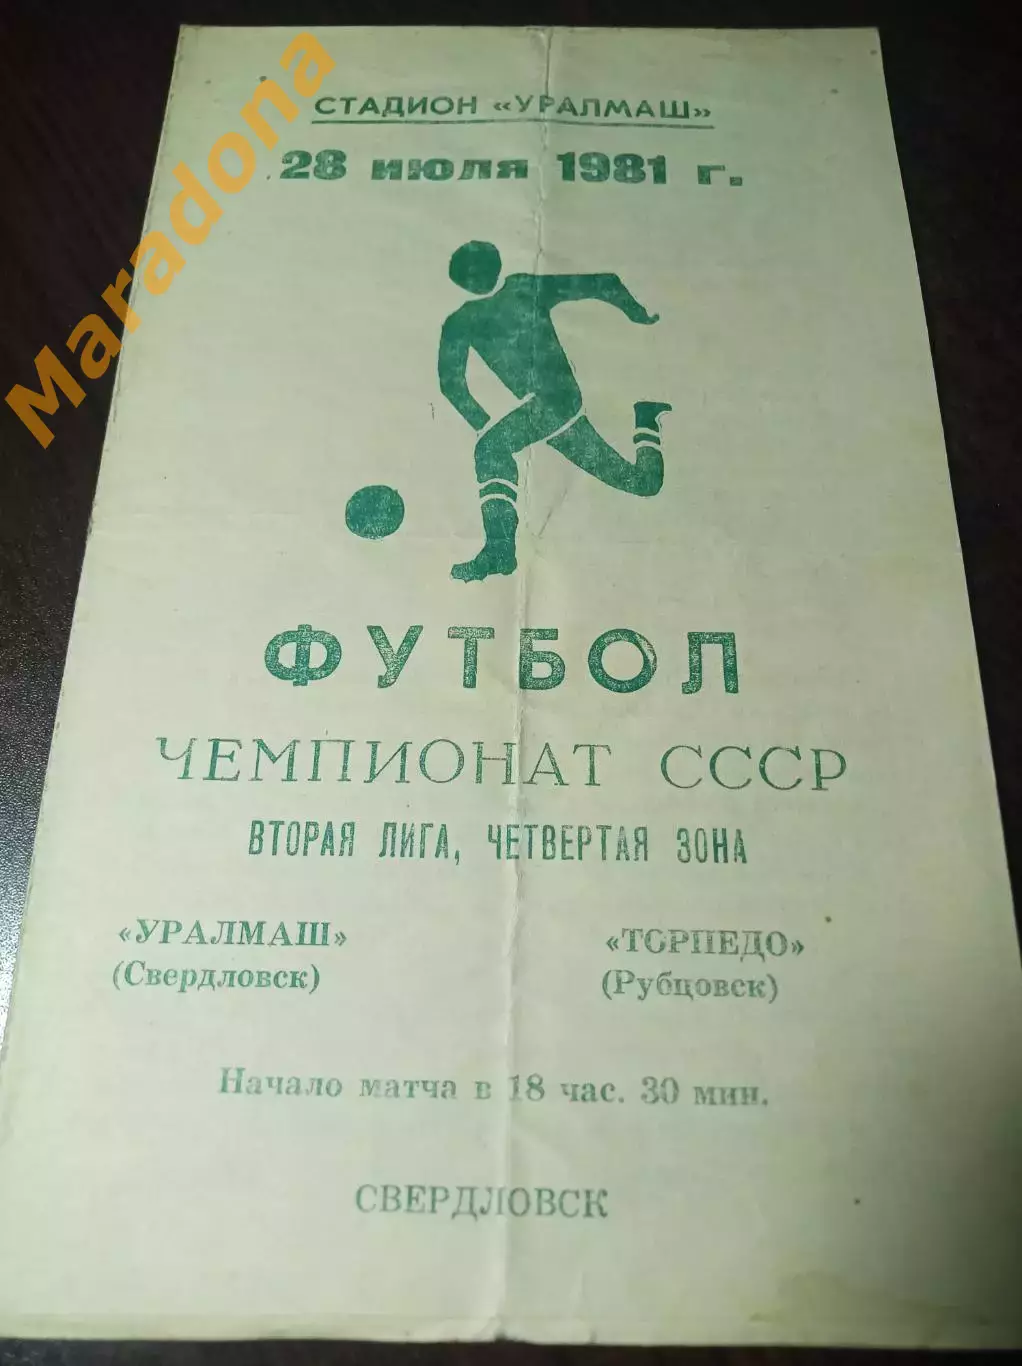 Maradona
СТАДИОН «УРАЛМАШ»
28 июля 1981 г.
ФУТБОЛ
ЧЕМПИОНАТ СССР
ВТОРАЯ ЛИГА, ЧЕТВЕРТАЯ ЗОНА
«УРАЛМАШ» «ТОРПЕДО»
(Свердловск) (Рубцовск)
Начало матча в 18 час. 30 мин.
СВЕРДЛОВСК